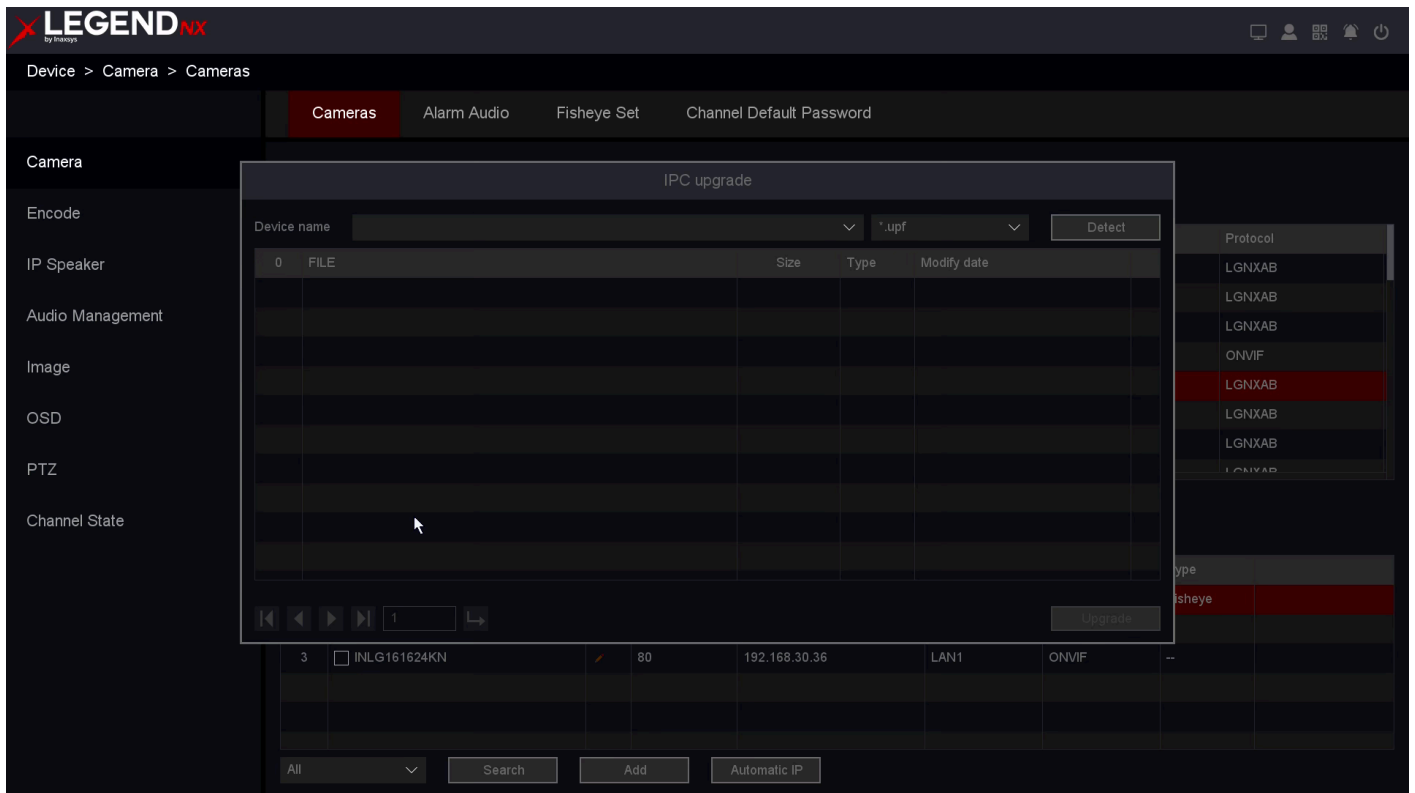 LEGEND NX
by Inaxsys
Device > Camera > Cameras
Cameras Alarm Audio Fisheye Set Channel Default Password
Camera
Encode
IP Speaker
Audio Management
Image
OSD
PTZ
Channel State
IPC upgrade
Device name *.upf Detect
0 FILE Size Type Modify date
1 Upgrade
Protocol
LGNXAB
LGNXAB
LGNXAB
ONVIF
LGNXAB
LGNXAB
LGNXAB
LGNXAB
ype
isheye
3 INLG161624KN 80 192.168.30.36 LAN1 ONVIF --
All Search Add Automatic IP